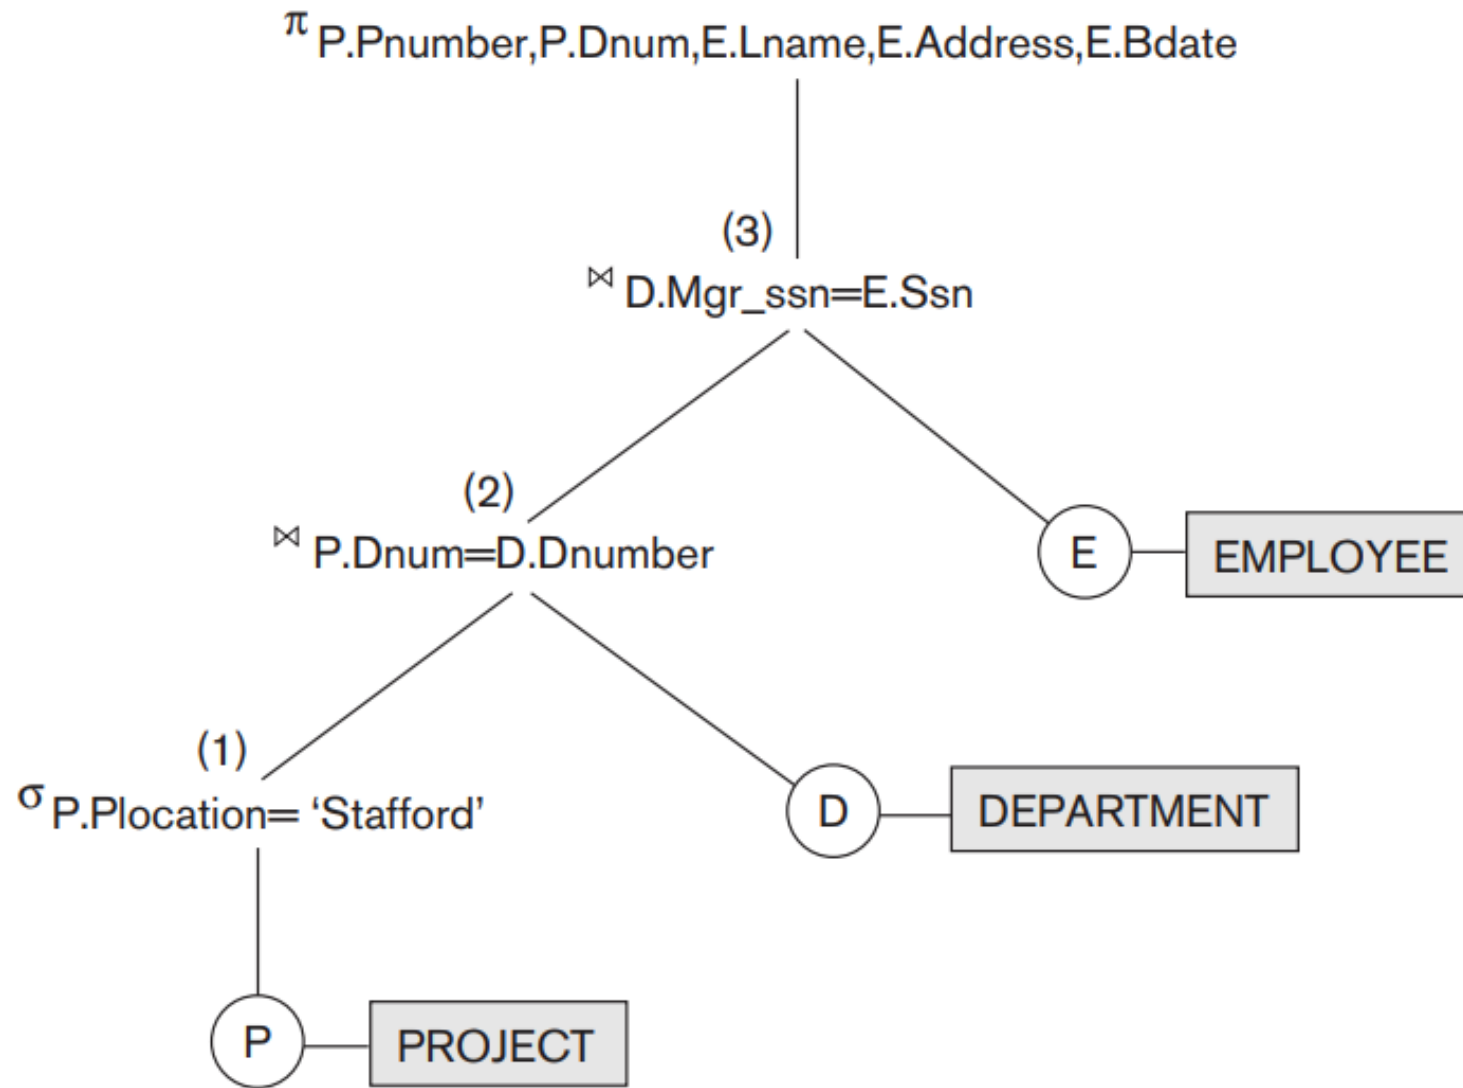 π P.Pnumber,P.Dnum,E.Lname,E.Address,E.Bdate
(3)
⋈ D.Mgr_ssn=E.Ssn
(2)
⋈ P.Dnum=D.Dnumber
E
EMPLOYEE
(1)
σ P.Plocation= ‘Stafford’
D
DEPARTMENT
P
PROJECT